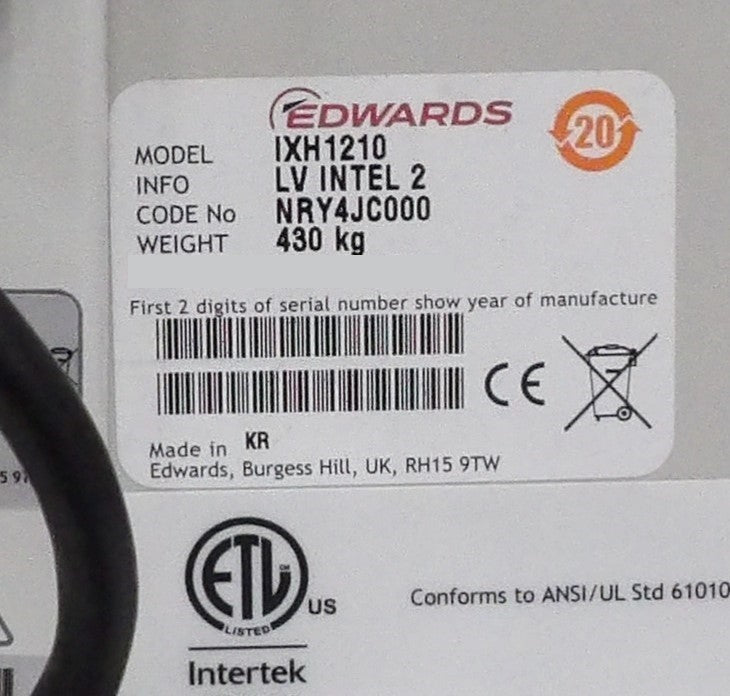 EDWARDS
20
MODEL IXH1210
INFO LV INTEL 2
CODE No NRY4JC000
WEIGHT 430 kg
First 2 digits of serial number show year of manufacture
CE
Made in KR
Edwards, Burgess Hill, UK, RH15 9TW
ETL US
LISTED
Intertek
Conforms to ANSI/UL Std 61010